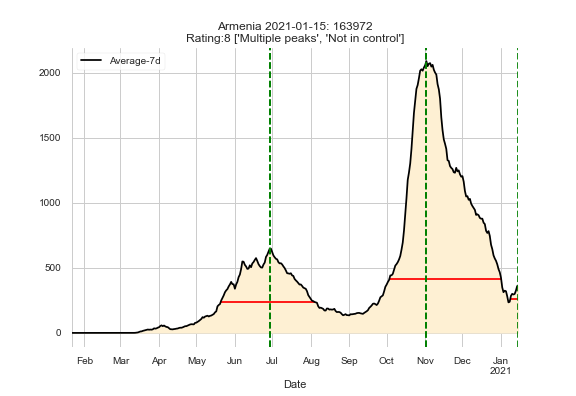 Armenia 2021-01-15: 163972
Rating:8 ['Multiple peaks', 'Not in control']
Average-7d
2000
1500
1000
500
0
Feb Mar Apr May Jun Jul Aug Sep Oct Nov Dec Jan
2021
Date